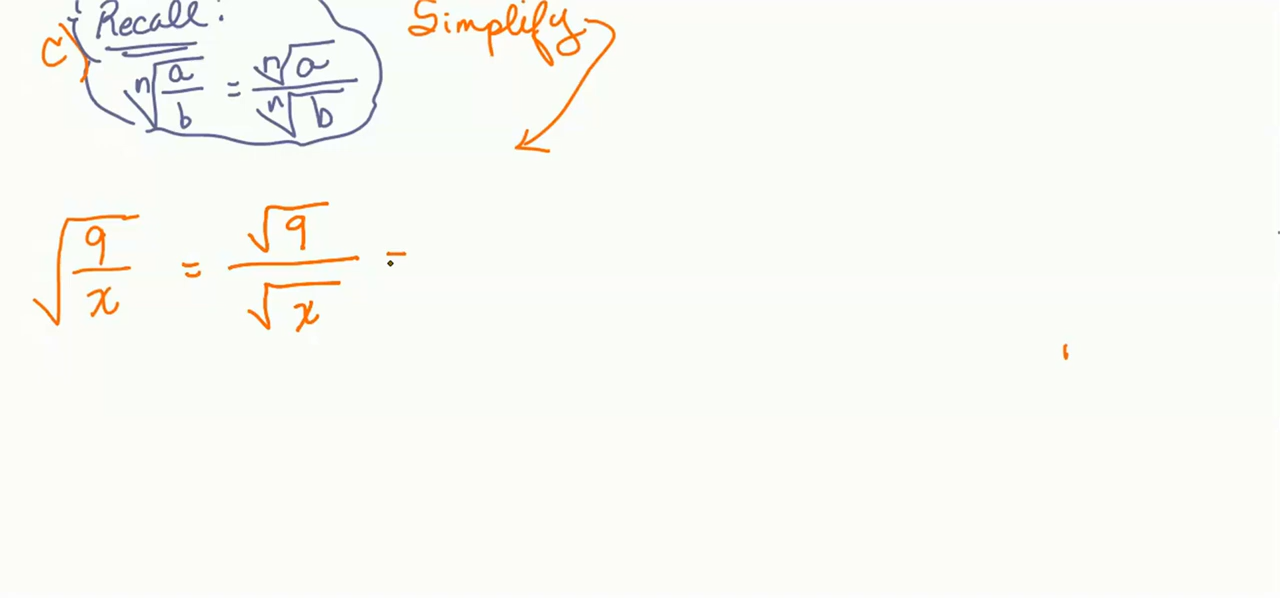 Recall:
Simplify
C)
ⁿ√(a/b) = ⁿ√a / ⁿ√b
√(9/x) = √9 / √x =